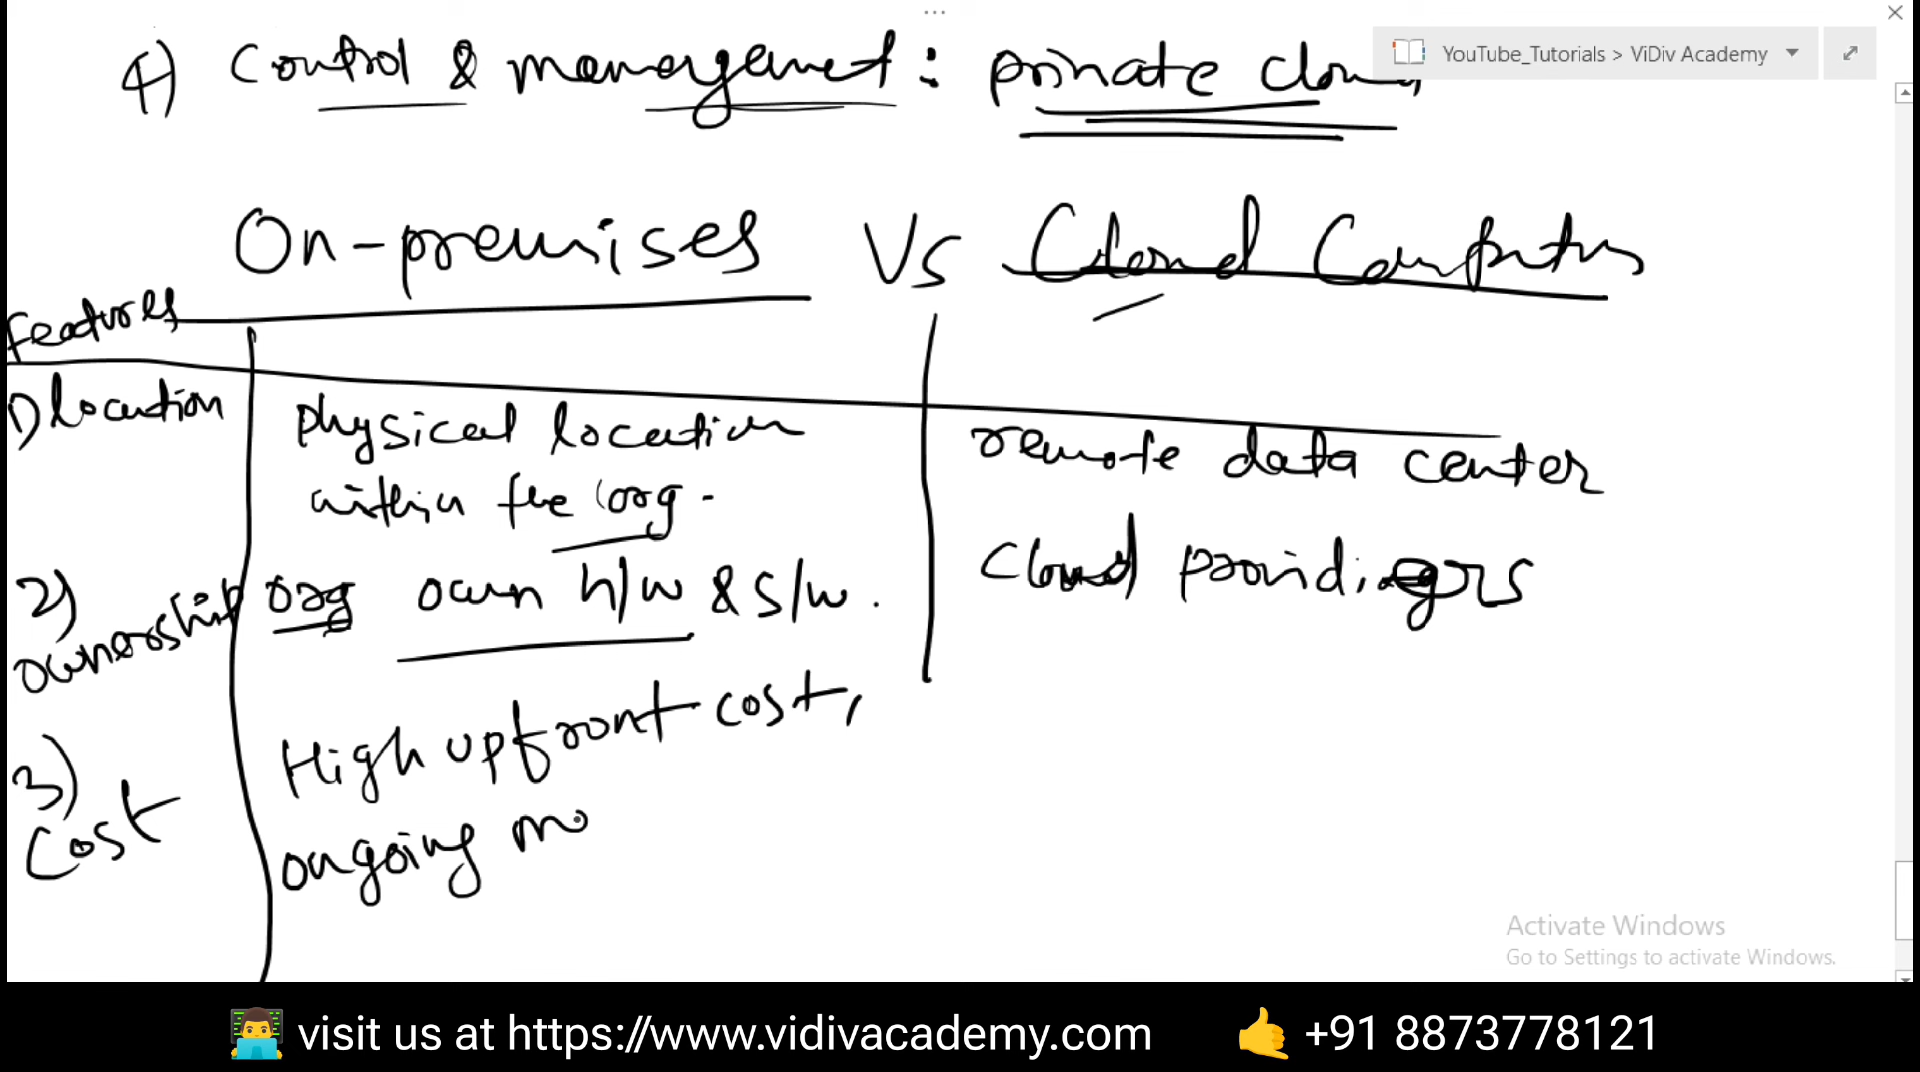 4) Control & management : private cloud
YouTube_Tutorials > ViDiv Academy
On-premises Vs Cloud Computing
features
1) location
physical location
within the org.
remote data center
2)
ownership
org own h/w & s/w.
cloud providers
3)
Cost
High upfront cost,
ongoing ma
Activate Windows
Go to Settings to activate Windows.
visit us at https://www.vidivacademy.com
+91 8873778121